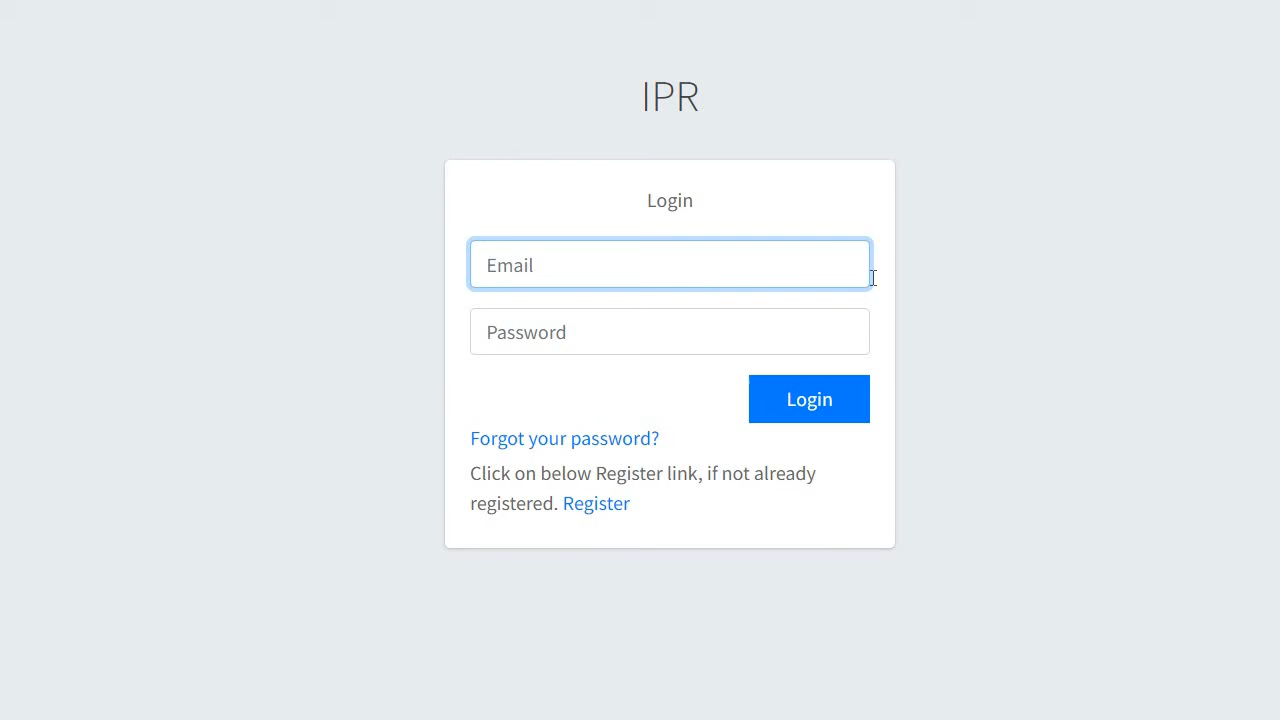 IPR
Login
Email
Password
Login
Forgot your password?
Click on below Register link, if not already
registered. Register